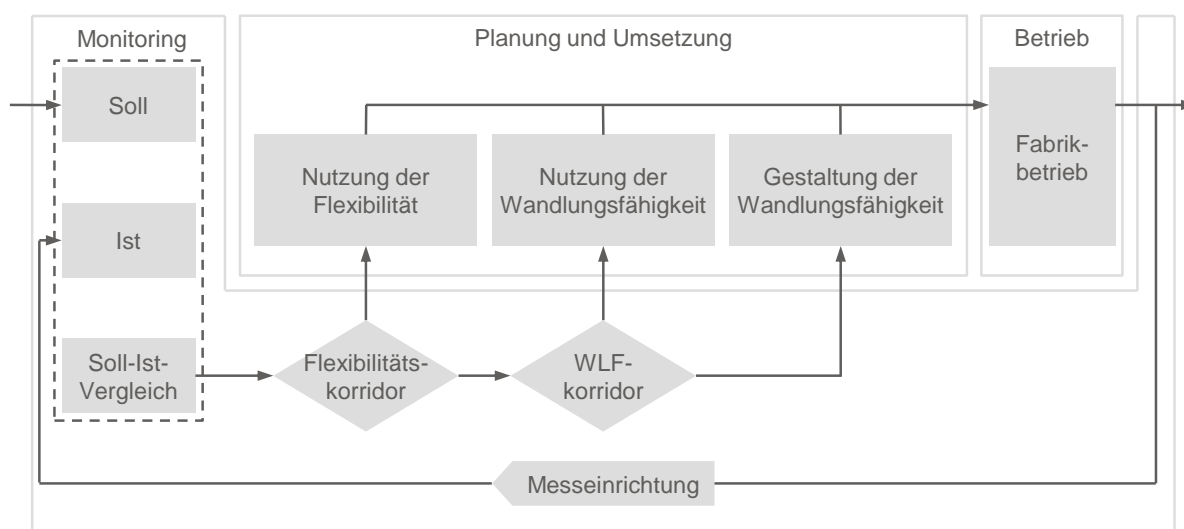 Monitoring
Planung und Umsetzung
Betrieb
Soll
Ist
Soll-Ist-
Vergleich
Nutzung der
Flexibilität
Nutzung der
Wandlungsfähigkeit
Gestaltung der
Wandlungsfähigkeit
Fabrik-
betrieb
Flexibilitäts-
korridor
WLF-
korridor
Messeinrichtung